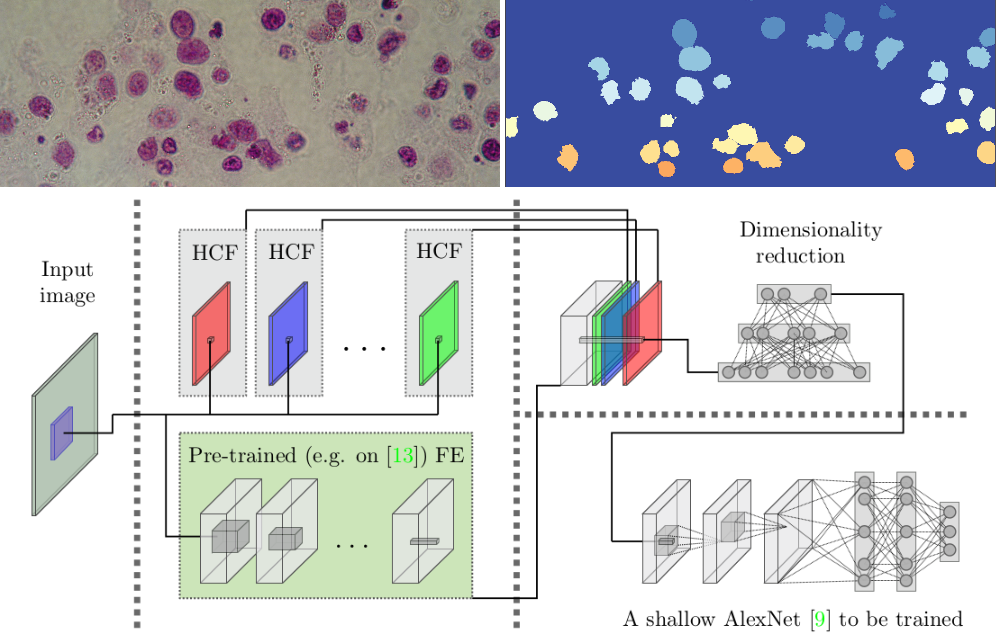 Input
image
HCF
HCF
HCF
. . .
Pre-trained (e.g. on [13]) FE
. . .
Dimensionality
reduction
A shallow AlexNet [9] to be trained